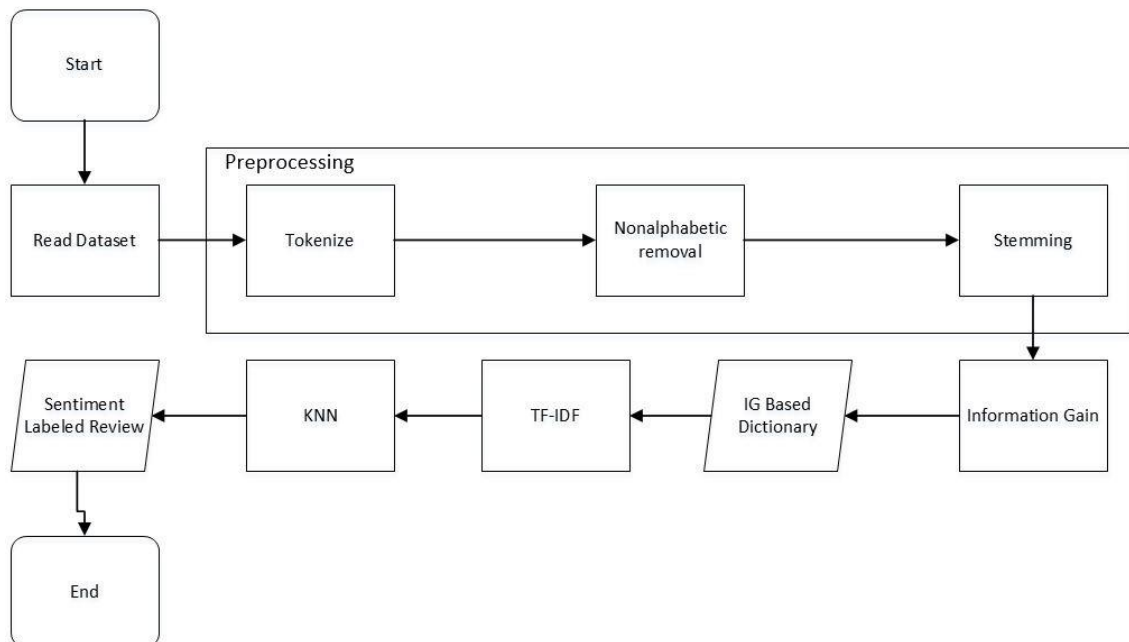 Start
Preprocessing
Read Dataset
Tokenize
Nonalphabetic
removal
Stemming
Sentiment
Labeled Review
KNN
TF-IDF
IG Based
Dictionary
Information Gain
End